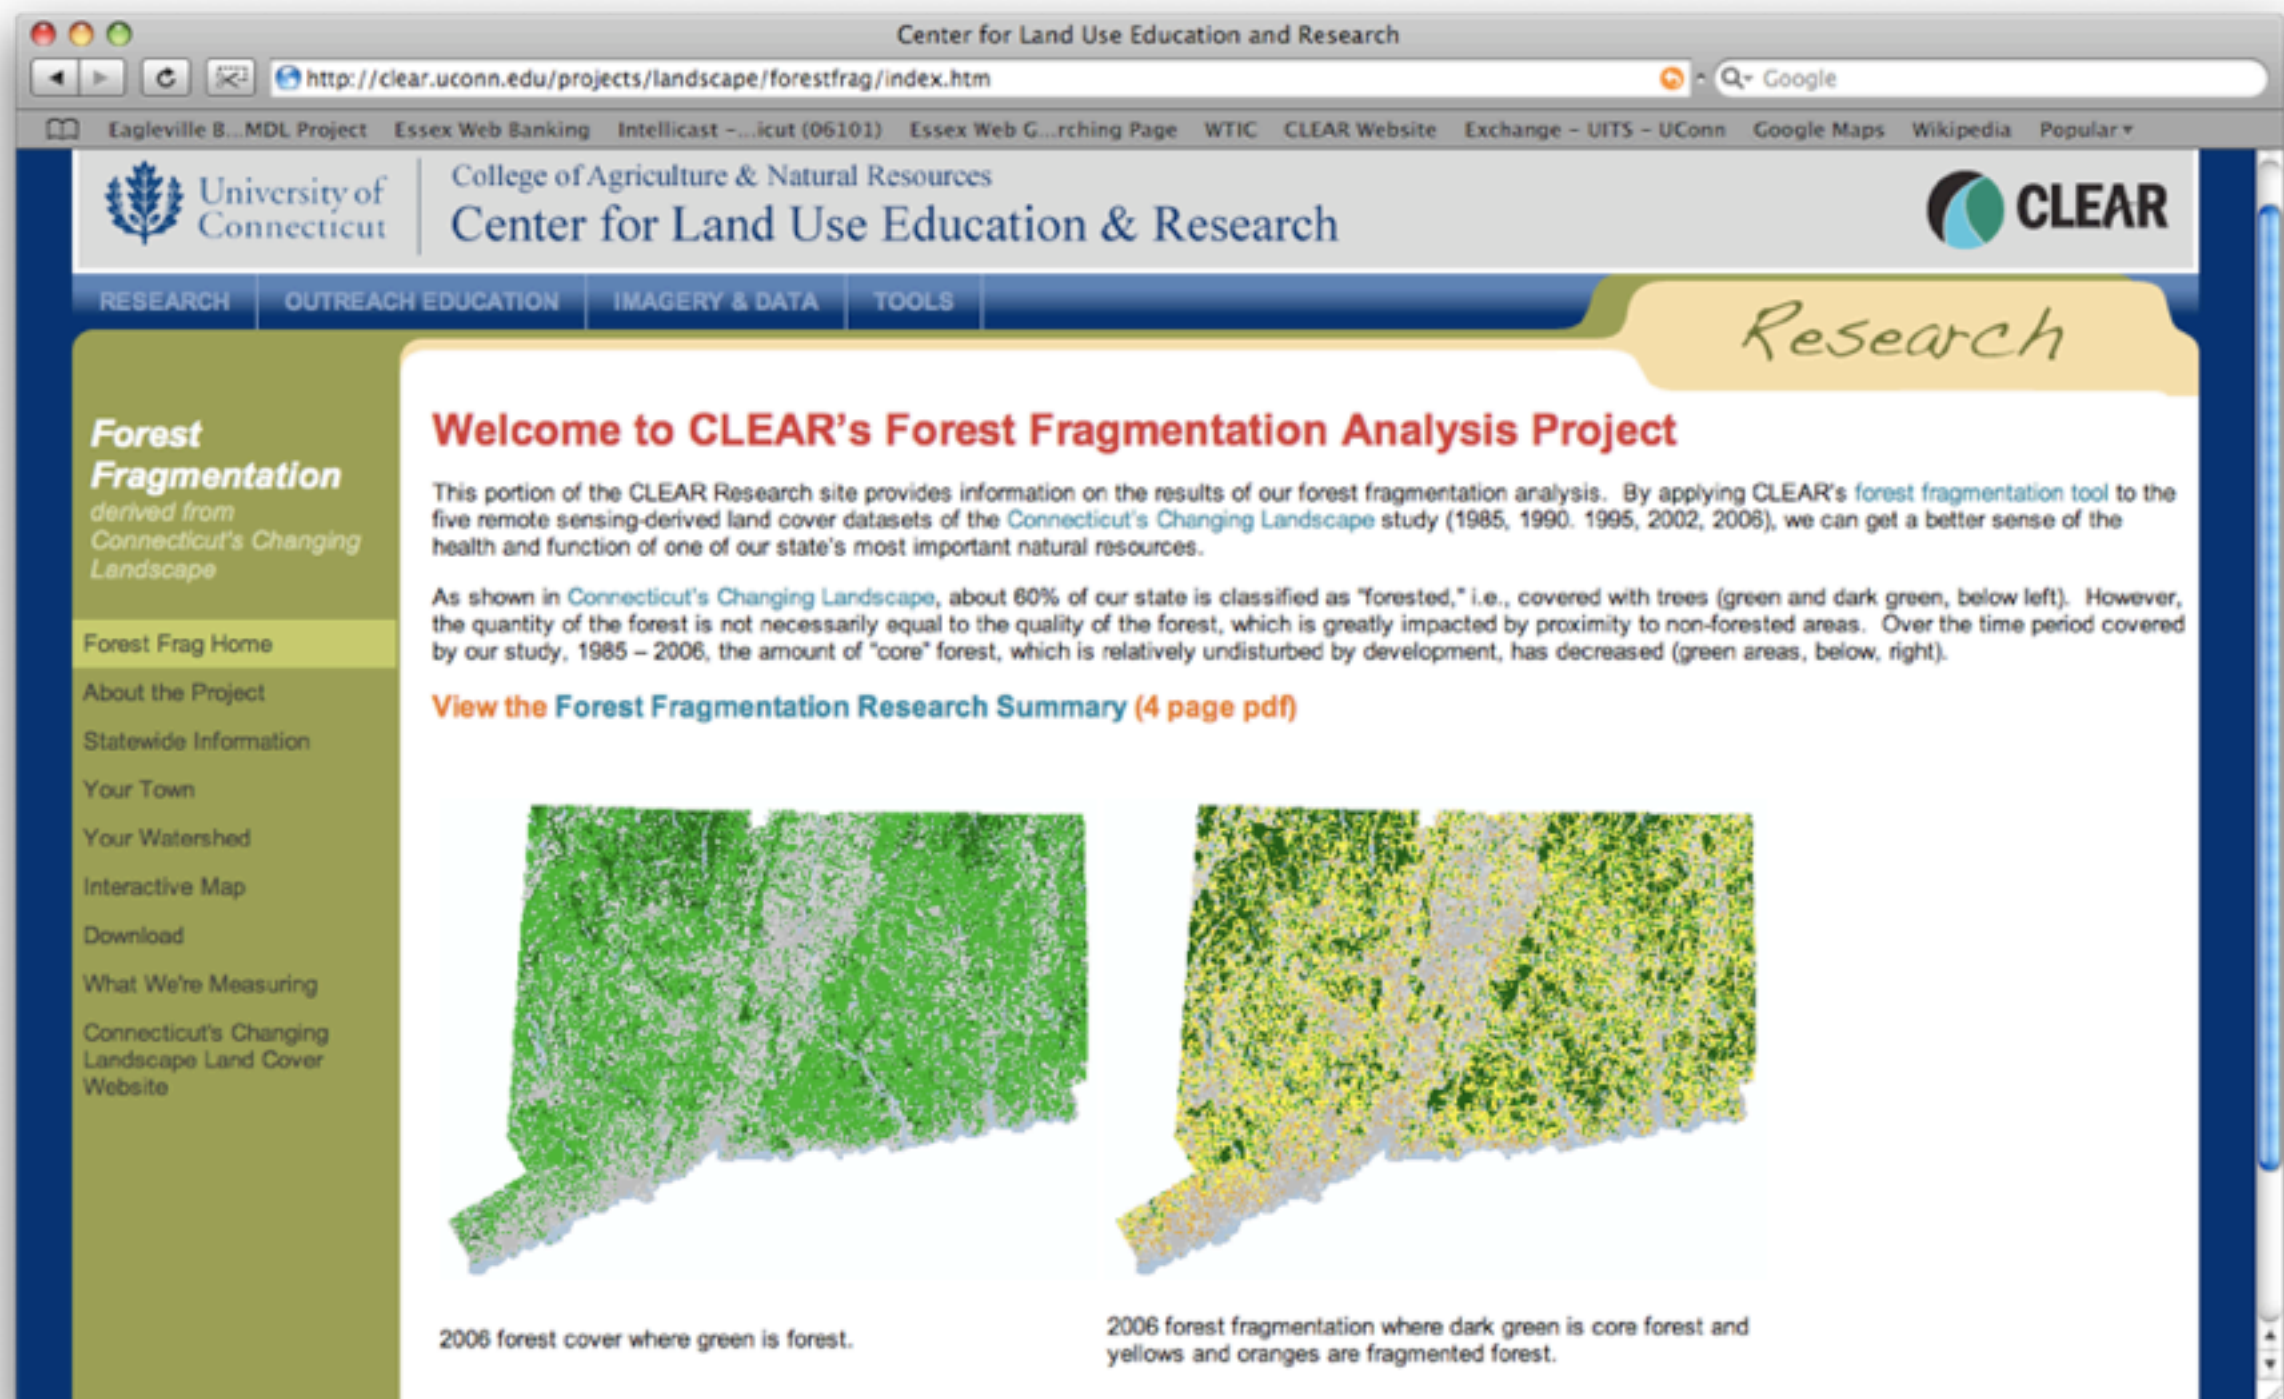 Center for Land Use Education and Research
http://clear.uconn.edu/projects/landscape/forestfrag/index.htm
Google
Eagleville B...MDL Project Essex Web Banking Intellicast -...icut (06101) Essex Web G...rching Page WTIC CLEAR Website Exchange - UITS - UConn Google Maps Wikipedia Popular
University of
Connecticut
College of Agriculture & Natural Resources
Center for Land Use Education & Research
CLEAR
RESEARCH OUTREACH EDUCATION IMAGERY & DATA TOOLS
Research
Forest
Fragmentation
derived from
Connecticut's Changing
Landscape
Forest Frag Home
About the Project
Statewide Information
Your Town
Your Watershed
Interactive Map
Download
What We're Measuring
Connecticut's Changing
Landscape Land Cover
Website
Welcome to CLEAR's Forest Fragmentation Analysis Project
This portion of the CLEAR Research site provides information on the results of our forest fragmentation analysis. By applying CLEAR's forest fragmentation tool to the
five remote sensing-derived land cover datasets of the Connecticut's Changing Landscape study (1985, 1990. 1995, 2002, 2006), we can get a better sense of the
health and function of one of our state's most important natural resources.
As shown in Connecticut's Changing Landscape, about 60% of our state is classified as "forested," i.e., covered with trees (green and dark green, below left). However,
the quantity of the forest is not necessarily equal to the quality of the forest, which is greatly impacted by proximity to non-forested areas. Over the time period covered
by our study, 1985 – 2006, the amount of "core" forest, which is relatively undisturbed by development, has decreased (green areas, below, right).
View the Forest Fragmentation Research Summary (4 page pdf)
2006 forest cover where green is forest.
2006 forest fragmentation where dark green is core forest and
yellows and oranges are fragmented forest.